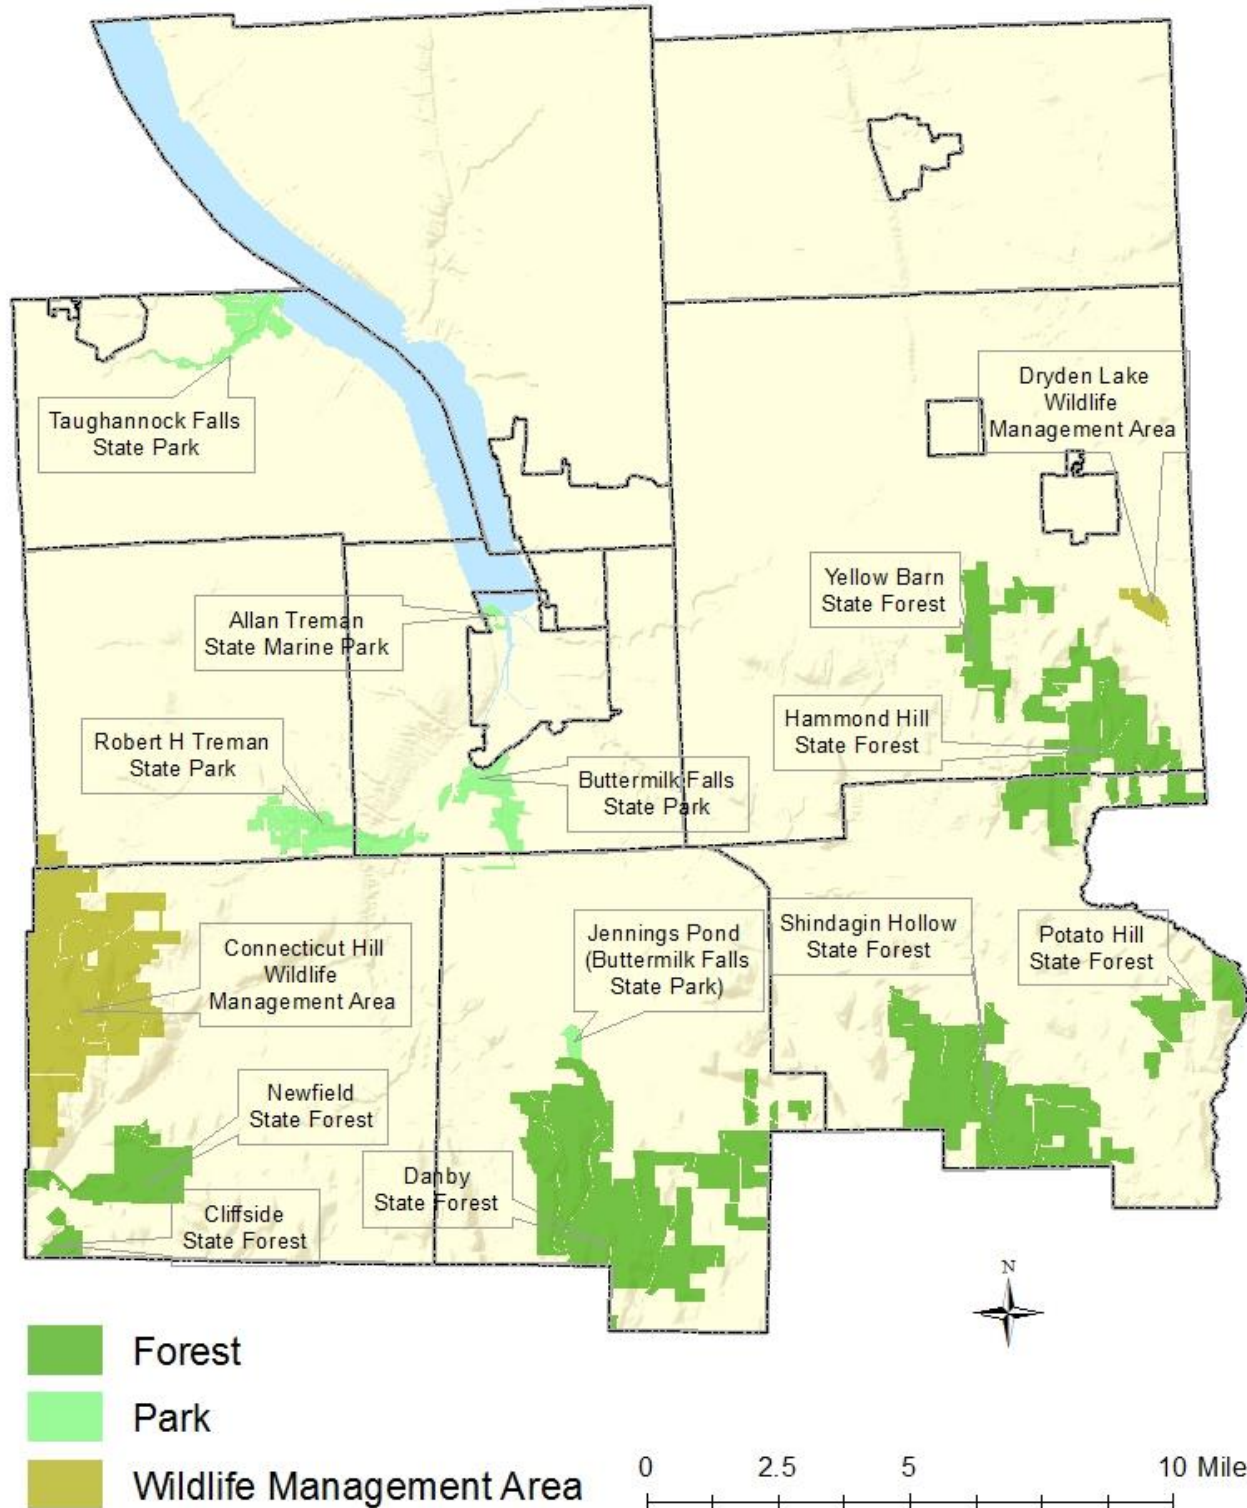 Dryden Lake
Wildlife
Management Area
Taughannock Falls
State Park
Yellow Barn
State Forest
Allan Treman
State Marine Park
Hammond Hill
State Forest
Robert H Treman
State Park
Buttermilk Falls
State Park
Jennings Pond
(Buttermilk Falls
State Park)
Shindagin Hollow
State Forest
Potato Hill
State Forest
Connecticut Hill
Wildlife
Management Area
Newfield
State Forest
Danby
State Forest
Cliffside
State Forest
N
Forest
Park
Wildlife Management Area
0 2.5 5 10 Mile